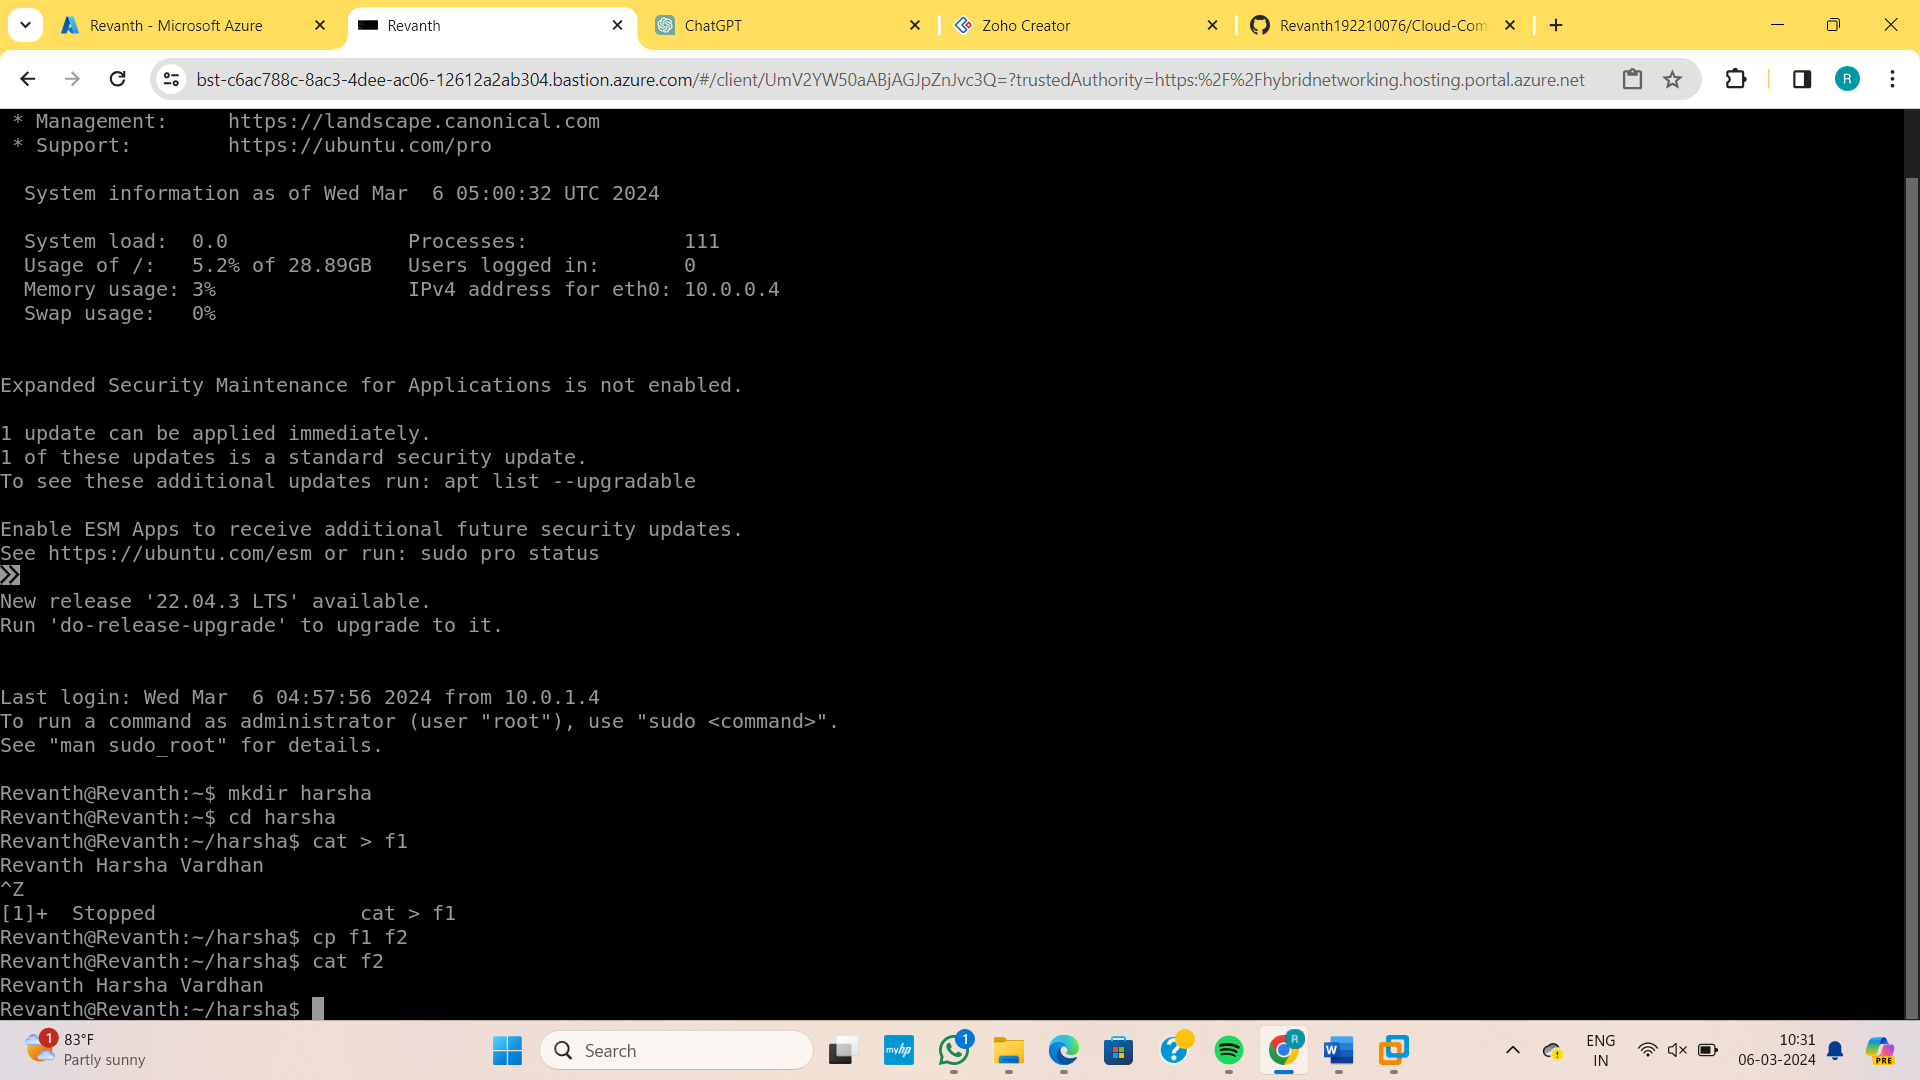 Revanth - Microsoft Azure
Revanth
ChatGPT
Zoho Creator
Revanth192210076/Cloud-Com
bst-c6ac788c-8ac3-4dee-ac06-12612a2ab304.bastion.azure.com/#/client/UmV2YW50aABjAGJpZnJvc3Q=?trustedAuthority=https:%2F%2Fhybridnetworking.hosting.portal.azure.net
R
* Management:     https://landscape.canonical.com
* Support:        https://ubuntu.com/pro
System information as of Wed Mar  6 05:00:32 UTC 2024
System load:  0.0               Processes:             111
Usage of /:   5.2% of 28.89GB   Users logged in:       0
Memory usage: 3%                IPv4 address for eth0: 10.0.0.4
Swap usage:   0%
Expanded Security Maintenance for Applications is not enabled.
1 update can be applied immediately.
1 of these updates is a standard security update.
To see these additional updates run: apt list --upgradable
Enable ESM Apps to receive additional future security updates.
See https://ubuntu.com/esm or run: sudo pro status
New release '22.04.3 LTS' available.
Run 'do-release-upgrade' to upgrade to it.
Last login: Wed Mar  6 04:57:56 2024 from 10.0.1.4
To run a command as administrator (user "root"), use "sudo <command>".
See "man sudo_root" for details.
Revanth@Revanth:~$ mkdir harsha
Revanth@Revanth:~$ cd harsha
Revanth@Revanth:~/harsha$ cat > f1
Revanth Harsha Vardhan
^Z
[1]+  Stopped                 cat > f1
Revanth@Revanth:~/harsha$ cp f1 f2
Revanth@Revanth:~/harsha$ cat f2
Revanth Harsha Vardhan
Revanth@Revanth:~/harsha$
1
83°F
Partly sunny
Search
myhp
1
R
W
ENG
IN
10:31
06-03-2024
PRE